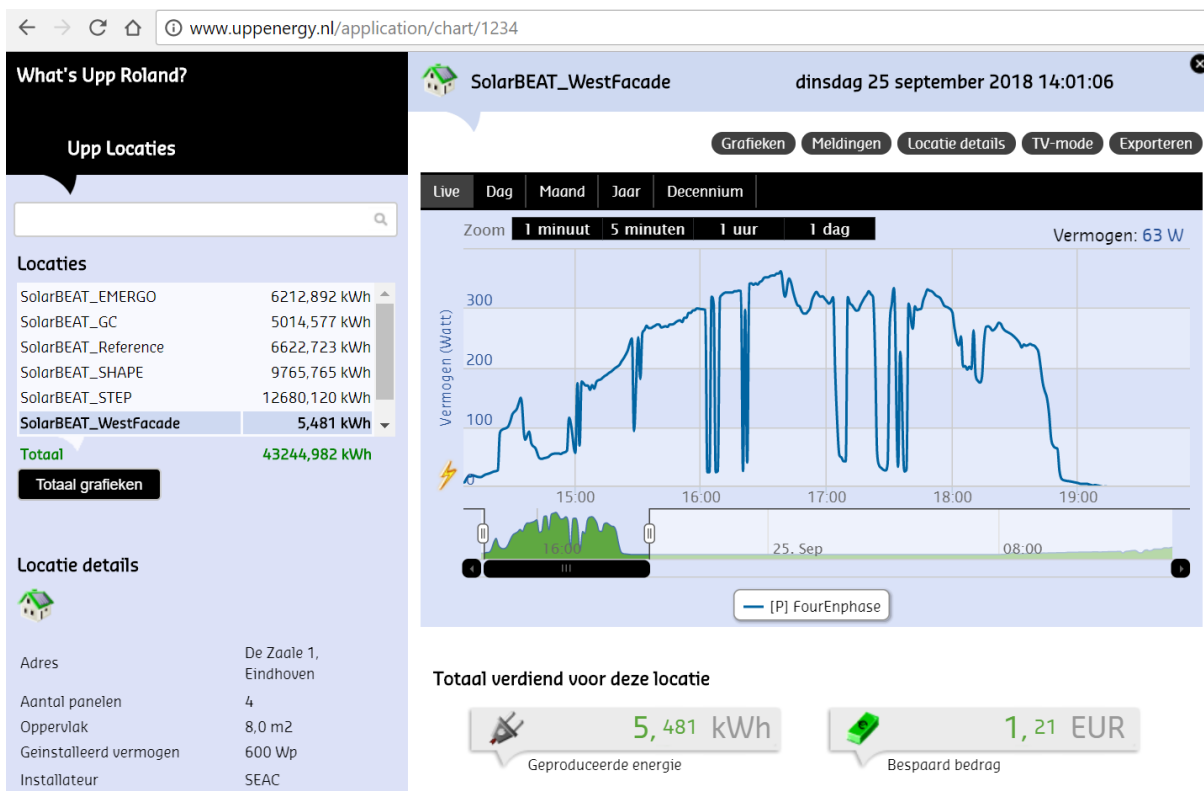 www.uppenergy.nl/application/chart/1234
What's Upp Roland?
Upp Locaties
Locaties
SolarBEAT_EMERGO 6212,892 kWh
SolarBEAT_GC 5014,577 kWh
SolarBEAT_Reference 6622,723 kWh
SolarBEAT_SHAPE 9765,765 kWh
SolarBEAT_STEP 12680,120 kWh
SolarBEAT_WestFacade 5,481 kWh
Totaal 43244,982 kWh
Totaal grafieken
Locatie details
Adres De Zaale 1,
Eindhoven
Aantal panelen 4
Oppervlak 8,0 m2
Geinstalleerd vermogen 600 Wp
Installateur SEAC
SolarBEAT_WestFacade dinsdag 25 september 2018 14:01:06
Grafieken Meldingen Locatie details TV-mode Exporteren
Live Dag Maand Jaar Decennium
Zoom 1 minuut 5 minuten 1 uur 1 dag
Vermogen: 63 W
Vermogen (Watt)
300
200
100
0
15:00 16:00 17:00 18:00 19:00
16:00 25. Sep 08:00
[P] FourEnphase
Totaal verdiend voor deze locatie
5, 481 kWh
Geproduceerde energie
1, 21 EUR
Bespaard bedrag